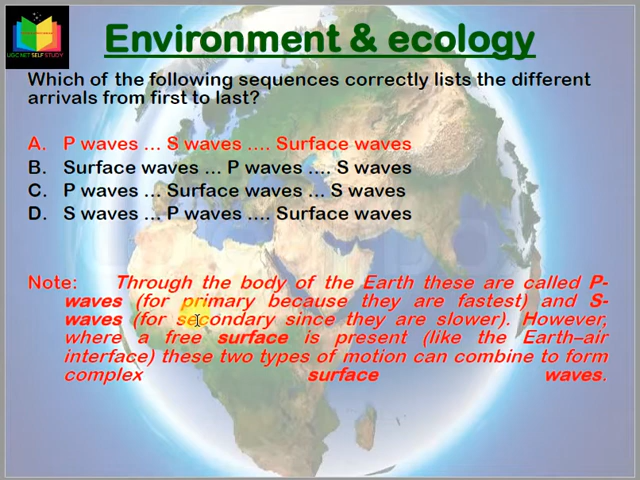 UGC NET SELF STUDY
Environment & ecology
Which of the following sequences correctly lists the different
arrivals from first to last?
A. P waves … S waves …. Surface waves
B. Surface waves … P waves …. S waves
C. P waves … Surface waves … S waves
D. S waves … P waves …. Surface waves
Note: Through the body of the Earth these are called P-
waves (for primary because they are fastest) and S-
waves (for secondary since they are slower). However,
where a free surface is present (like the Earth–air
interface) these two types of motion can combine to form
complex surface waves.